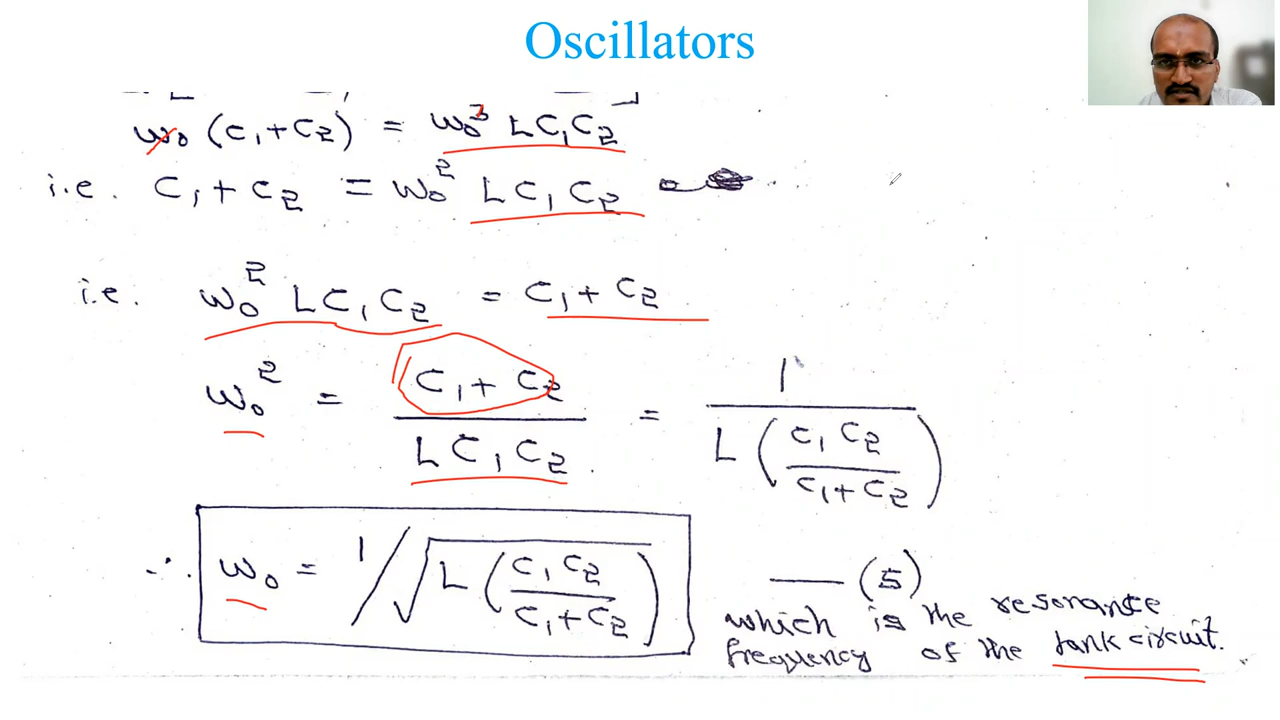 Oscillators
ω₀ (C₁+C₂) = ω₀³ LC₁C₂
i.e. C₁+C₂ = ω₀² LC₁C₂
i.e. ω₀² LC₁C₂ = C₁+C₂
ω₀² = (C₁+C₂) / (LC₁C₂) = 1 / (L (C₁C₂ / (C₁+C₂)))
∴ ω₀ = 1/√(L (C₁C₂ / (C₁+C₂))) —— (5)
which is the resonance
frequency of the tank circuit.